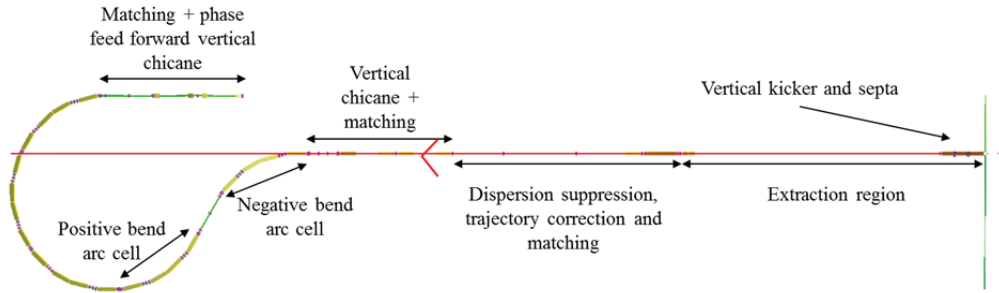 Matching + phase
feed forward vertical
chicane
Vertical
chicane +
matching
Vertical kicker and septa
Negative bend
arc cell
Positive bend
arc cell
Dispersion suppression,
trajectory correction and
matching
Extraction region